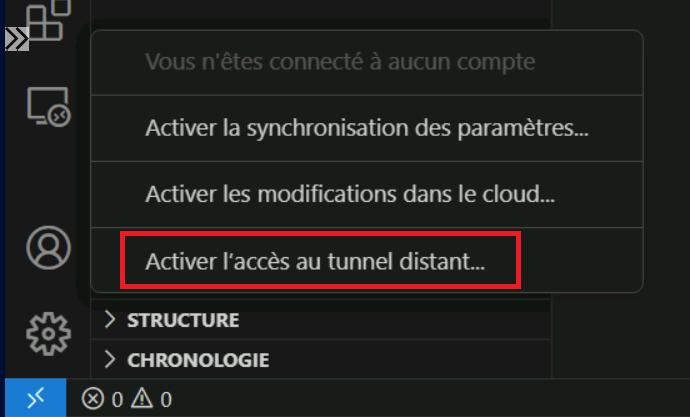 Vous n'êtes connecté à aucun compte
Activer la synchronisation des paramètres...
Activer les modifications dans le cloud...
Activer l'accès au tunnel distant...
STRUCTURE
CHRONOLOGIE
0 0